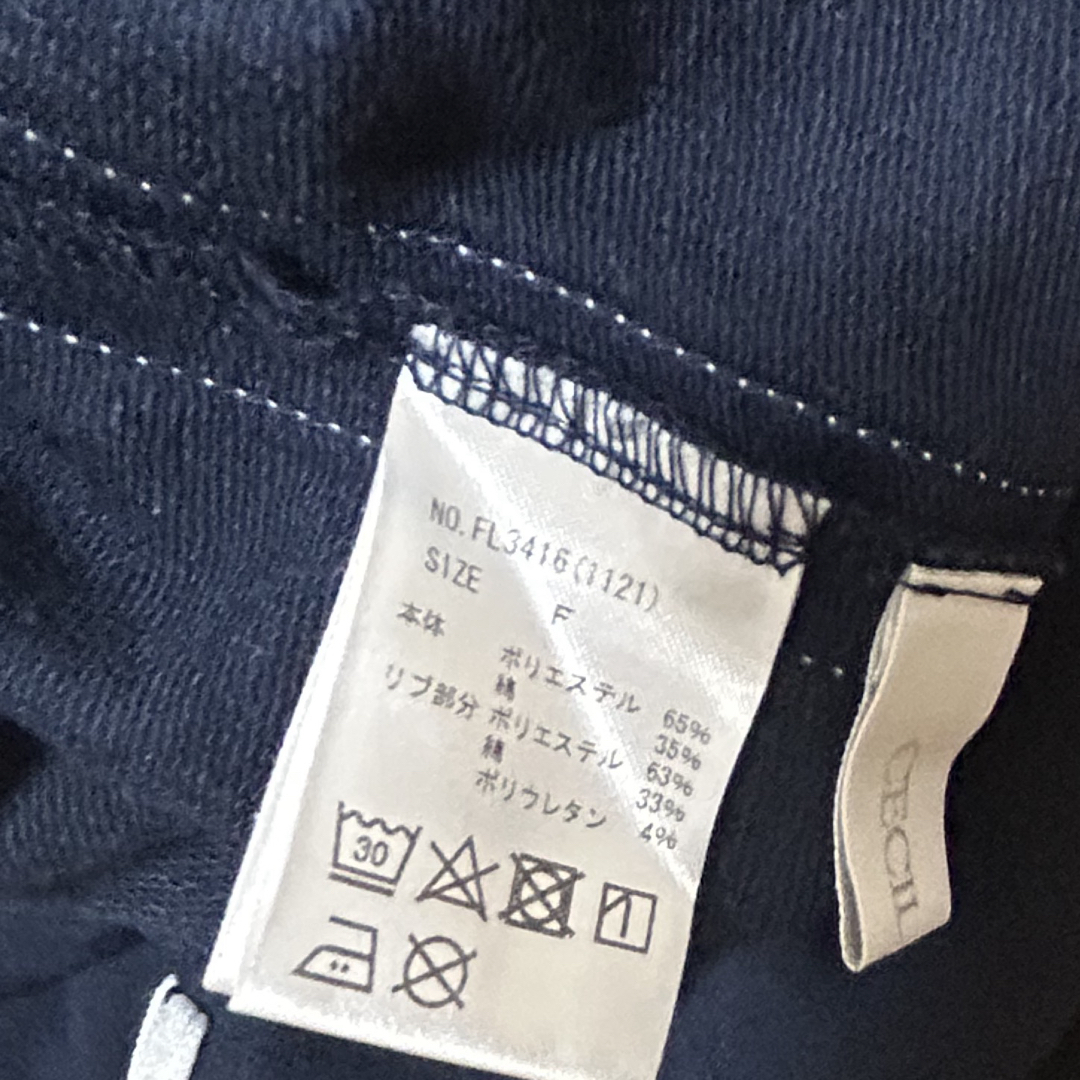 NO.FL3416(1121)
SIZE F
本体 ポリエステル 65%
綿 35%
リブ部分 ポリエステル 63%
綿 33%
ポリウレタン 4%
30
CECIL